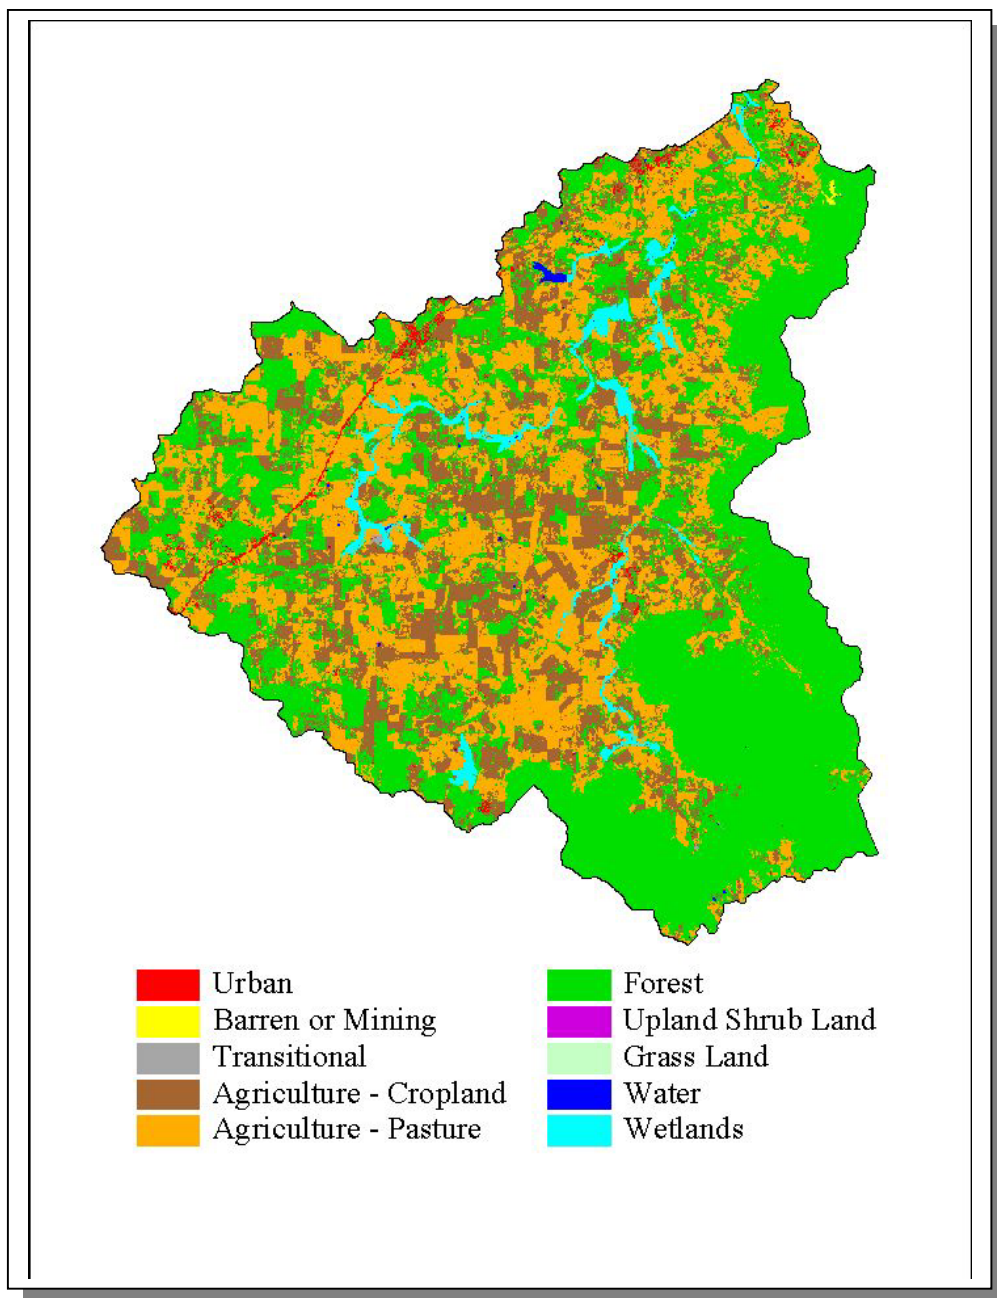 Urban
Barren or Mining
Transitional
Agriculture - Cropland
Agriculture - Pasture
Forest
Upland Shrub Land
Grass Land
Water
Wetlands